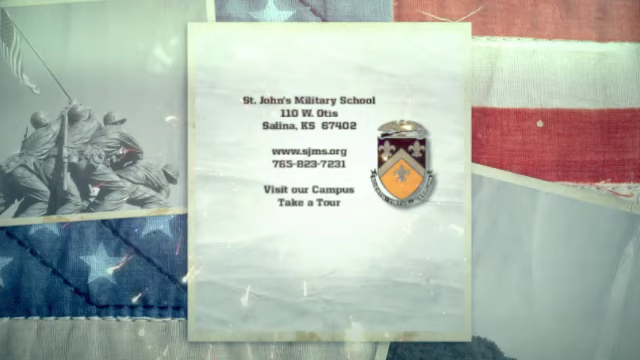 St. John's Military School
110 W. Otis
Salina, KS 67402
www.sjms.org
765-823-7231
Visit our Campus
Take a Tour